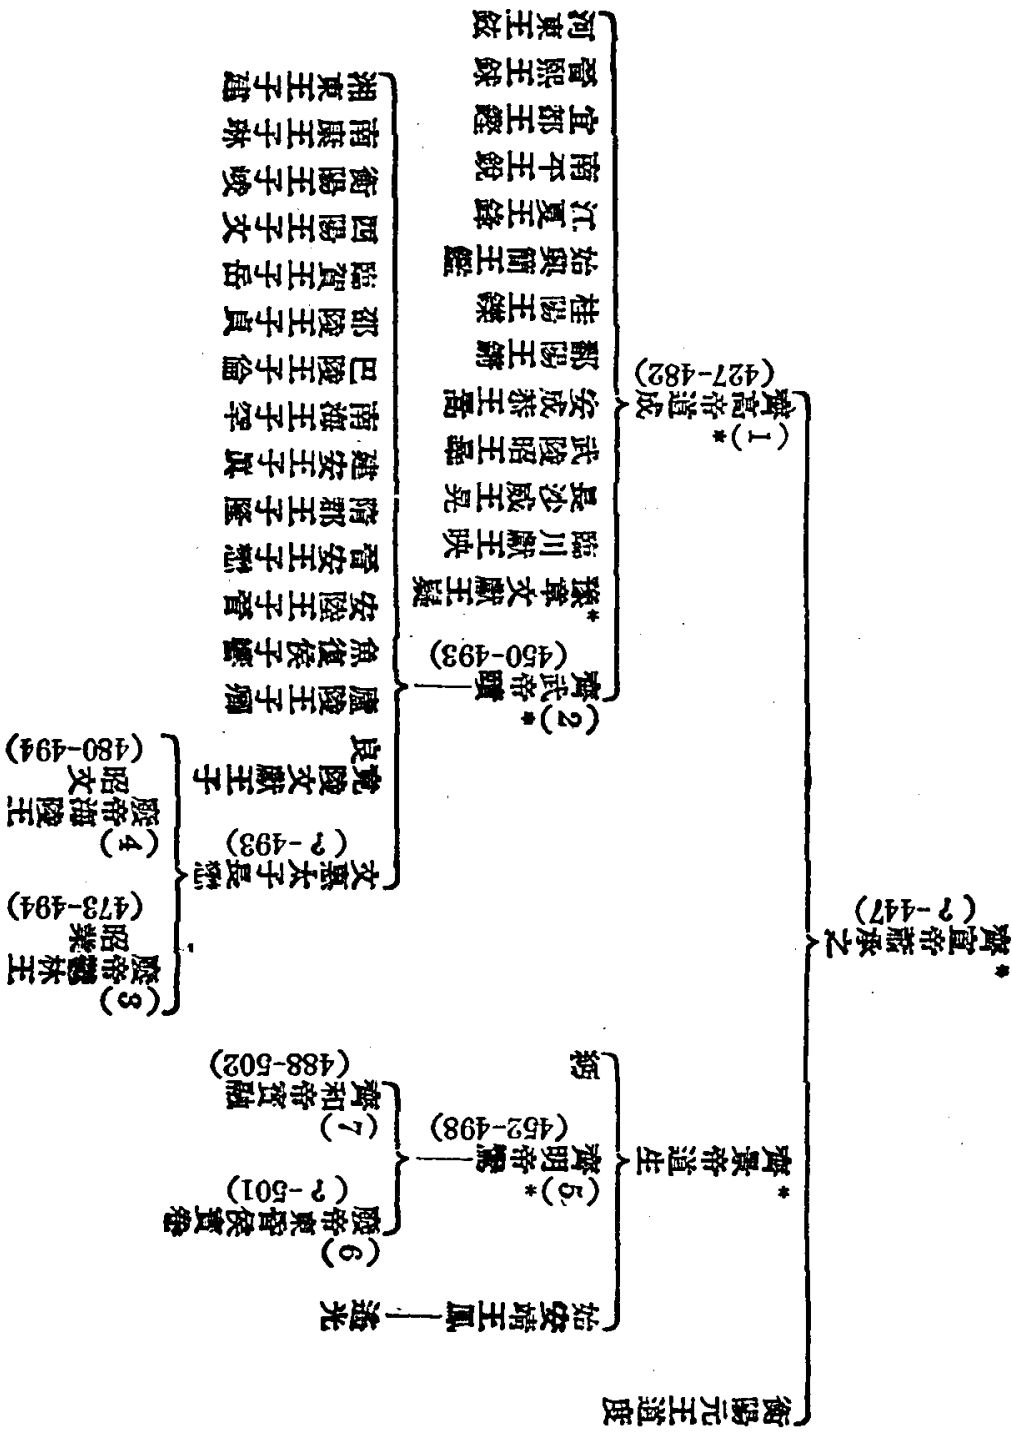 衡陽元王道度
始安靖王鳳——遙光
*
齊景帝道生
(5)*
齊明帝鸞
(452-498)
(6)
廢帝東昏侯寶卷
(?-501)
(7)
齊和帝寶融
(488-502)
緬
*
齊宣帝蕭承之
(?-447)
(1)*
齊高帝道成
(427-482)
(2)*
齊武帝賾
(450-493)
文惠太子長懋
(?-493)
(3)
廢帝鬱林王
昭業
(473-494)
(4)
廢帝海陵王
昭文
(480-494)
竟陵文獻王子
良
廬陵王子卿
魚復侯子響
安陸王子晉
晉安王子懋
隋郡王子隆
建安王子眞
南海王子罕
巴陵王子倫
邵陵王子貞
臨賀王子岳
西陽王子文
衡陽王子峻
南康王子琳
湘東王子建
*
豫章文獻王嶷
臨川獻王映
長沙威王晃
武陵昭王曅
安成恭王暠
鄱陽王鏘
桂陽王鑠
始興簡王鑑
江夏王鋒
南平王銳
宜都王鏗
晉熙王銶
河東王鉉